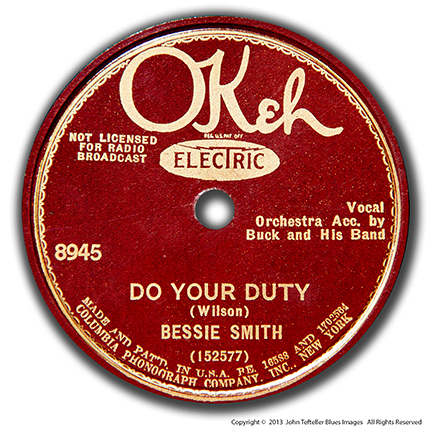 OKeh
REG. U.S. PAT. OFF.
ELECTRIC
NOT LICENSED
FOR RADIO
BROADCAST
Vocal
Orchestra Acc. by
Buck and His Band
8945
DO YOUR DUTY
(Wilson)
BESSIE SMITH
(152577)
MADE AND PAT'D. IN U.S.A. RE. 16588 AND 1702564
COLUMBIA PHONOGRAPH COMPANY, INC. NEW YORK
Copyright © 2013 John Tefteller Blues Images All Rights Reserved